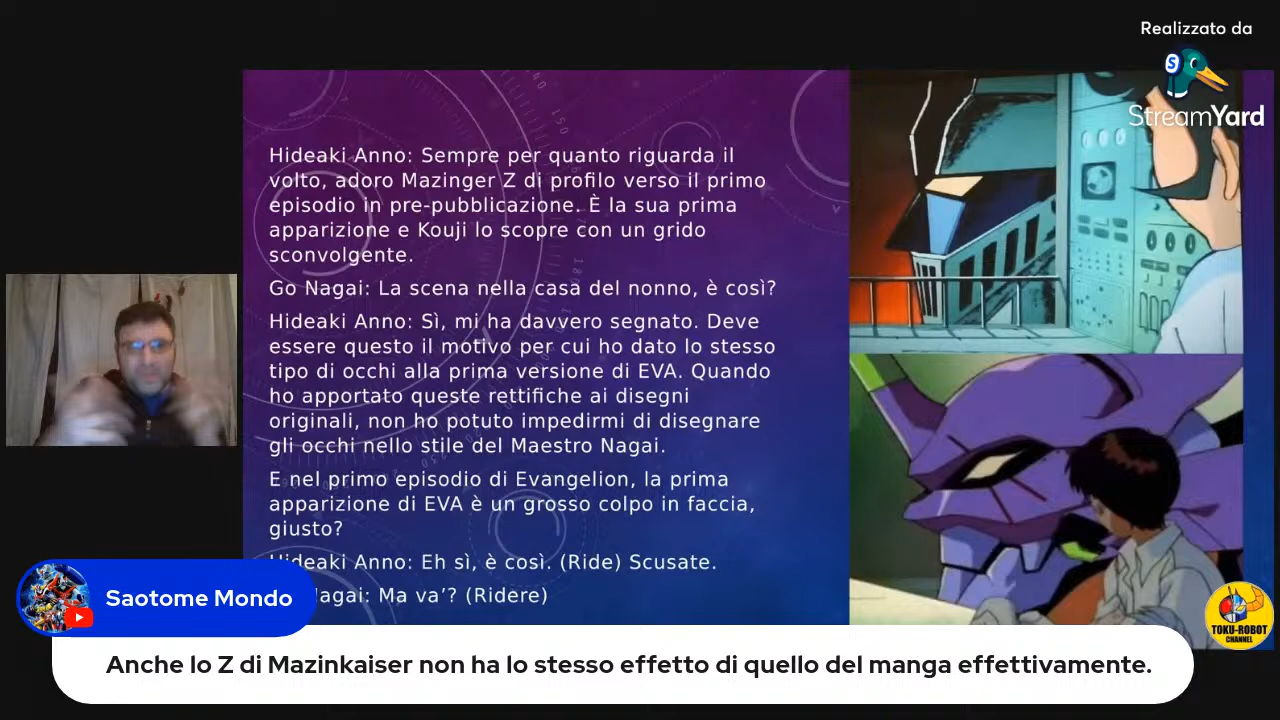 Realizzato da
StreamYard
Hideaki Anno: Sempre per quanto riguarda il
volto, adoro Mazinger Z di profilo verso il primo
episodio in pre-pubblicazione. È la sua prima
apparizione e Kouji lo scopre con un grido
sconvolgente.
Go Nagai: La scena nella casa del nonno, è così?
Hideaki Anno: Sì, mi ha davvero segnato. Deve
essere questo il motivo per cui ho dato lo stesso
tipo di occhi alla prima versione di EVA. Quando
ho apportato queste rettifiche ai disegni
originali, non ho potuto impedirmi di disegnare
gli occhi nello stile del Maestro Nagai.
E nel primo episodio di Evangelion, la prima
apparizione di EVA è un grosso colpo in faccia,
giusto?
Hideaki Anno: Eh sì, è così. (Ride) Scusate.
Nagai: Ma va’? (Ridere)
Saotome Mondo
Anche lo Z di Mazinkaiser non ha lo stesso effetto di quello del manga effettivamente.
TOKU-ROBOT
CHANNEL